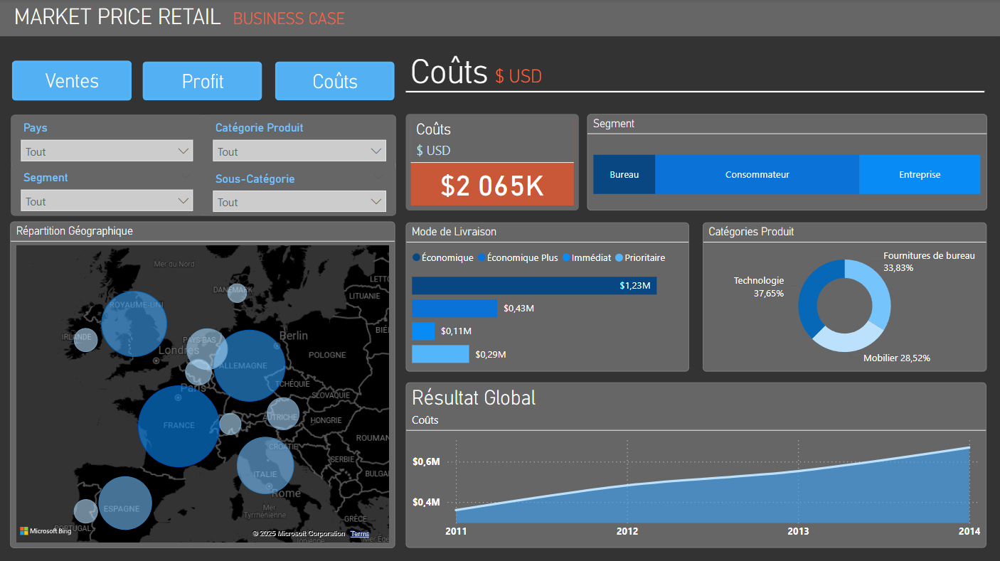 MARKET PRICE RETAIL BUSINESS CASE
Ventes
Profit
Coûts
Coûts $ USD
Pays
Tout
Catégorie Produit
Tout
Segment
Tout
Sous-Catégorie
Tout
Coûts
$ USD
$2 065K
Segment
Bureau
Consommateur
Entreprise
Répartition Géographique
Mer du Nord
DANEMARK
LETTO
LITUANIE
ROYAUME-UNI
BIÉ
IRLANDE
PAYS-BAS
Berlin
Londres
POLOGNE
ALLEMAGNE
Paris
TCHÉQUIE
SLOVAQUIE
AUTRICHE
HONGRIE
FRANCE
ROUMAN
CROATIE
SERBIE
ITALIE
BULGA
Rome
ESPAGNE
Mer
Tyrrhénienne
GRÈCE
PORTUGAL
Microsoft Bing
© 2025 Microsoft Corporation Terms
Mer Ége
Ionienne
Mode de Livraison
Économique Économique Plus Immédiat Prioritaire
$1,23M
$0,43M
$0,11M
$0,29M
Catégories Produit
Fournitures de bureau
33,83%
Technologie
37,65%
Mobilier 28,52%
Résultat Global
Coûts
$0,6M
$0,4M
2011 2012 2013 2014